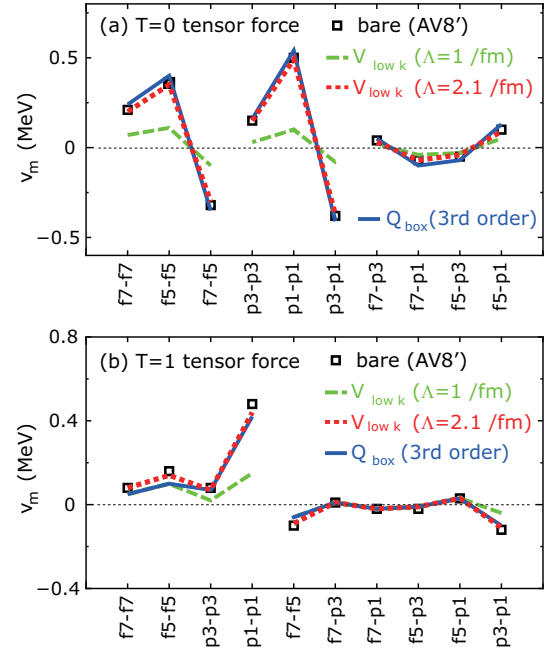 (a) T=0 tensor force
bare (AV8')
V low k (Λ=1 /fm)
V low k (Λ=2.1 /fm)
Q box (3rd order)
v m (MeV)
0.5
0
−0.5
f7-f7
f5-f5
f7-f5
p3-p3
p1-p1
p3-p1
f7-p3
f7-p1
f5-p3
f5-p1
(b) T=1 tensor force
bare (AV8')
V low k (Λ=1 /fm)
V low k (Λ=2.1 /fm)
Q box (3rd order)
v m (MeV)
0.8
0.4
0
−0.4
f7-f7
f5-f5
p3-p3
p1-p1
f7-f5
f7-p3
f7-p1
f5-p3
f5-p1
p3-p1